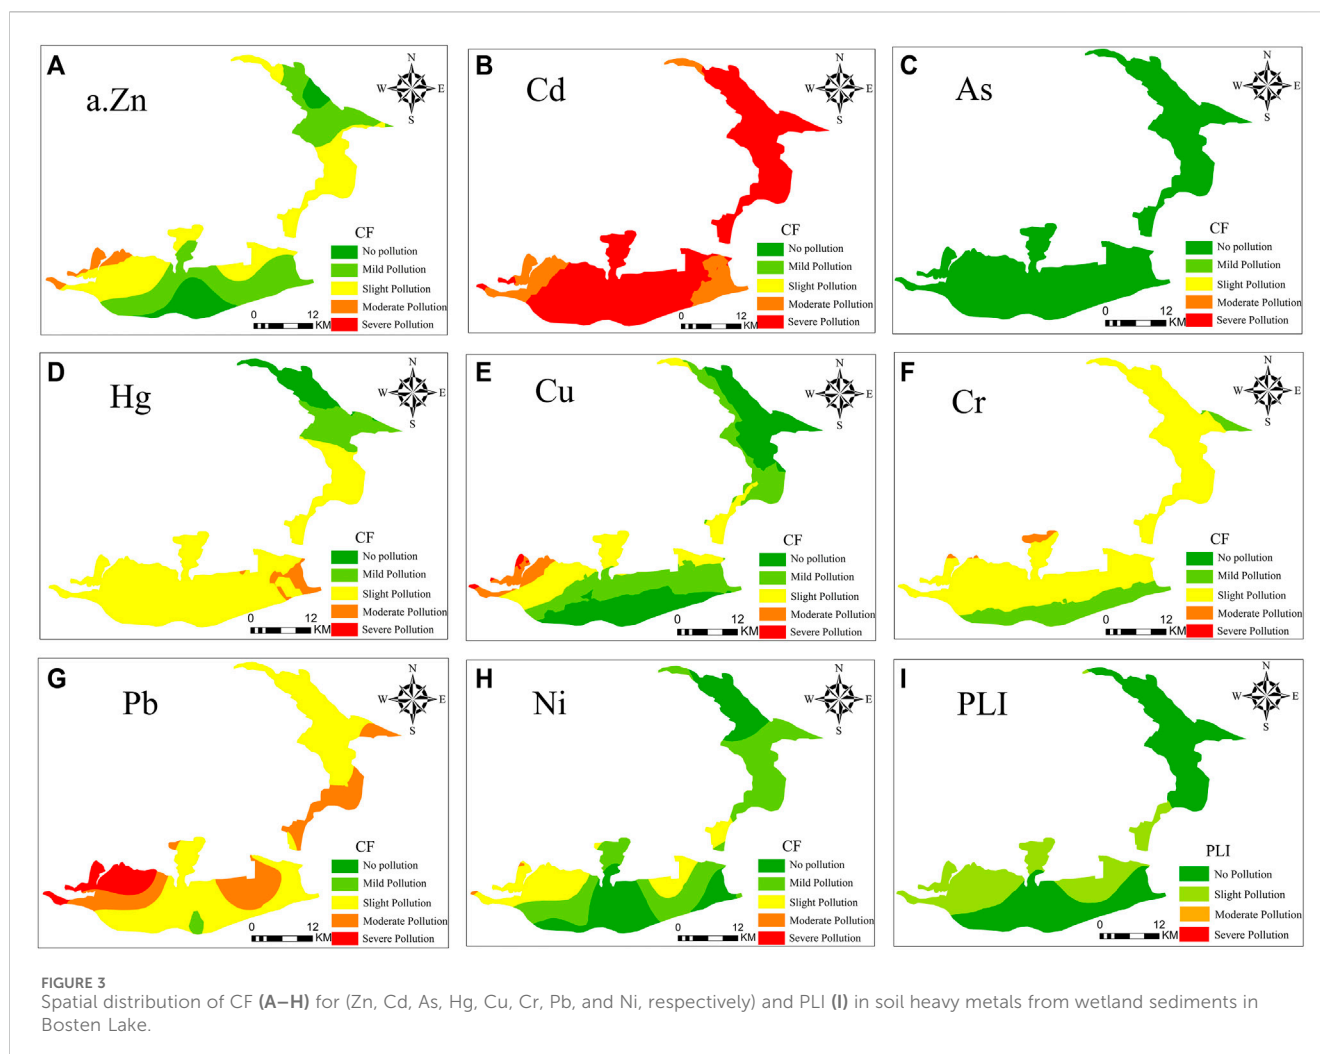 A
a.Zn
N
W E
S
CF
No pollution
Mild Pollution
Slight Pollution
Moderate Pollution
Severe Pollution
0 12
KM
B
Cd
N
W E
S
CF
No pollution
Mild Pollution
Slight Pollution
Moderate Pollution
Severe Pollution
0 12
KM
C
As
N
W E
S
CF
No pollution
Mild Pollution
Slight Pollution
Moderate Pollution
Severe Pollution
0 12
KM
D
Hg
N
W E
S
CF
No pollution
Mild Pollution
Slight Pollution
Moderate Pollution
Severe Pollution
0 12
KM
E
Cu
N
W E
S
CF
No pollution
Mild Pollution
Slight Pollution
Moderate Pollution
Severe Pollution
0 12
KM
F
Cr
N
W E
S
CF
No pollution
Mild Pollution
Slight Pollution
Moderate Pollution
Severe Pollution
0 12
KM
G
Pb
N
W E
S
CF
No pollution
Mild Pollution
Slight Pollution
Moderate Pollution
Severe Pollution
0 12
KM
H
Ni
N
W E
S
CF
No pollution
Mild Pollution
Slight Pollution
Moderate Pollution
Severe Pollution
0 12
KM
I
PLI
N
W E
S
PLI
No Pollution
Slight Pollution
Moderate Pollution
Severe Pollution
0 12
KM
FIGURE 3
Spatial distribution of CF (A–H) for (Zn, Cd, As, Hg, Cu, Cr, Pb, and Ni, respectively) and PLI (I) in soil heavy metals from wetland sediments in
Bosten Lake.